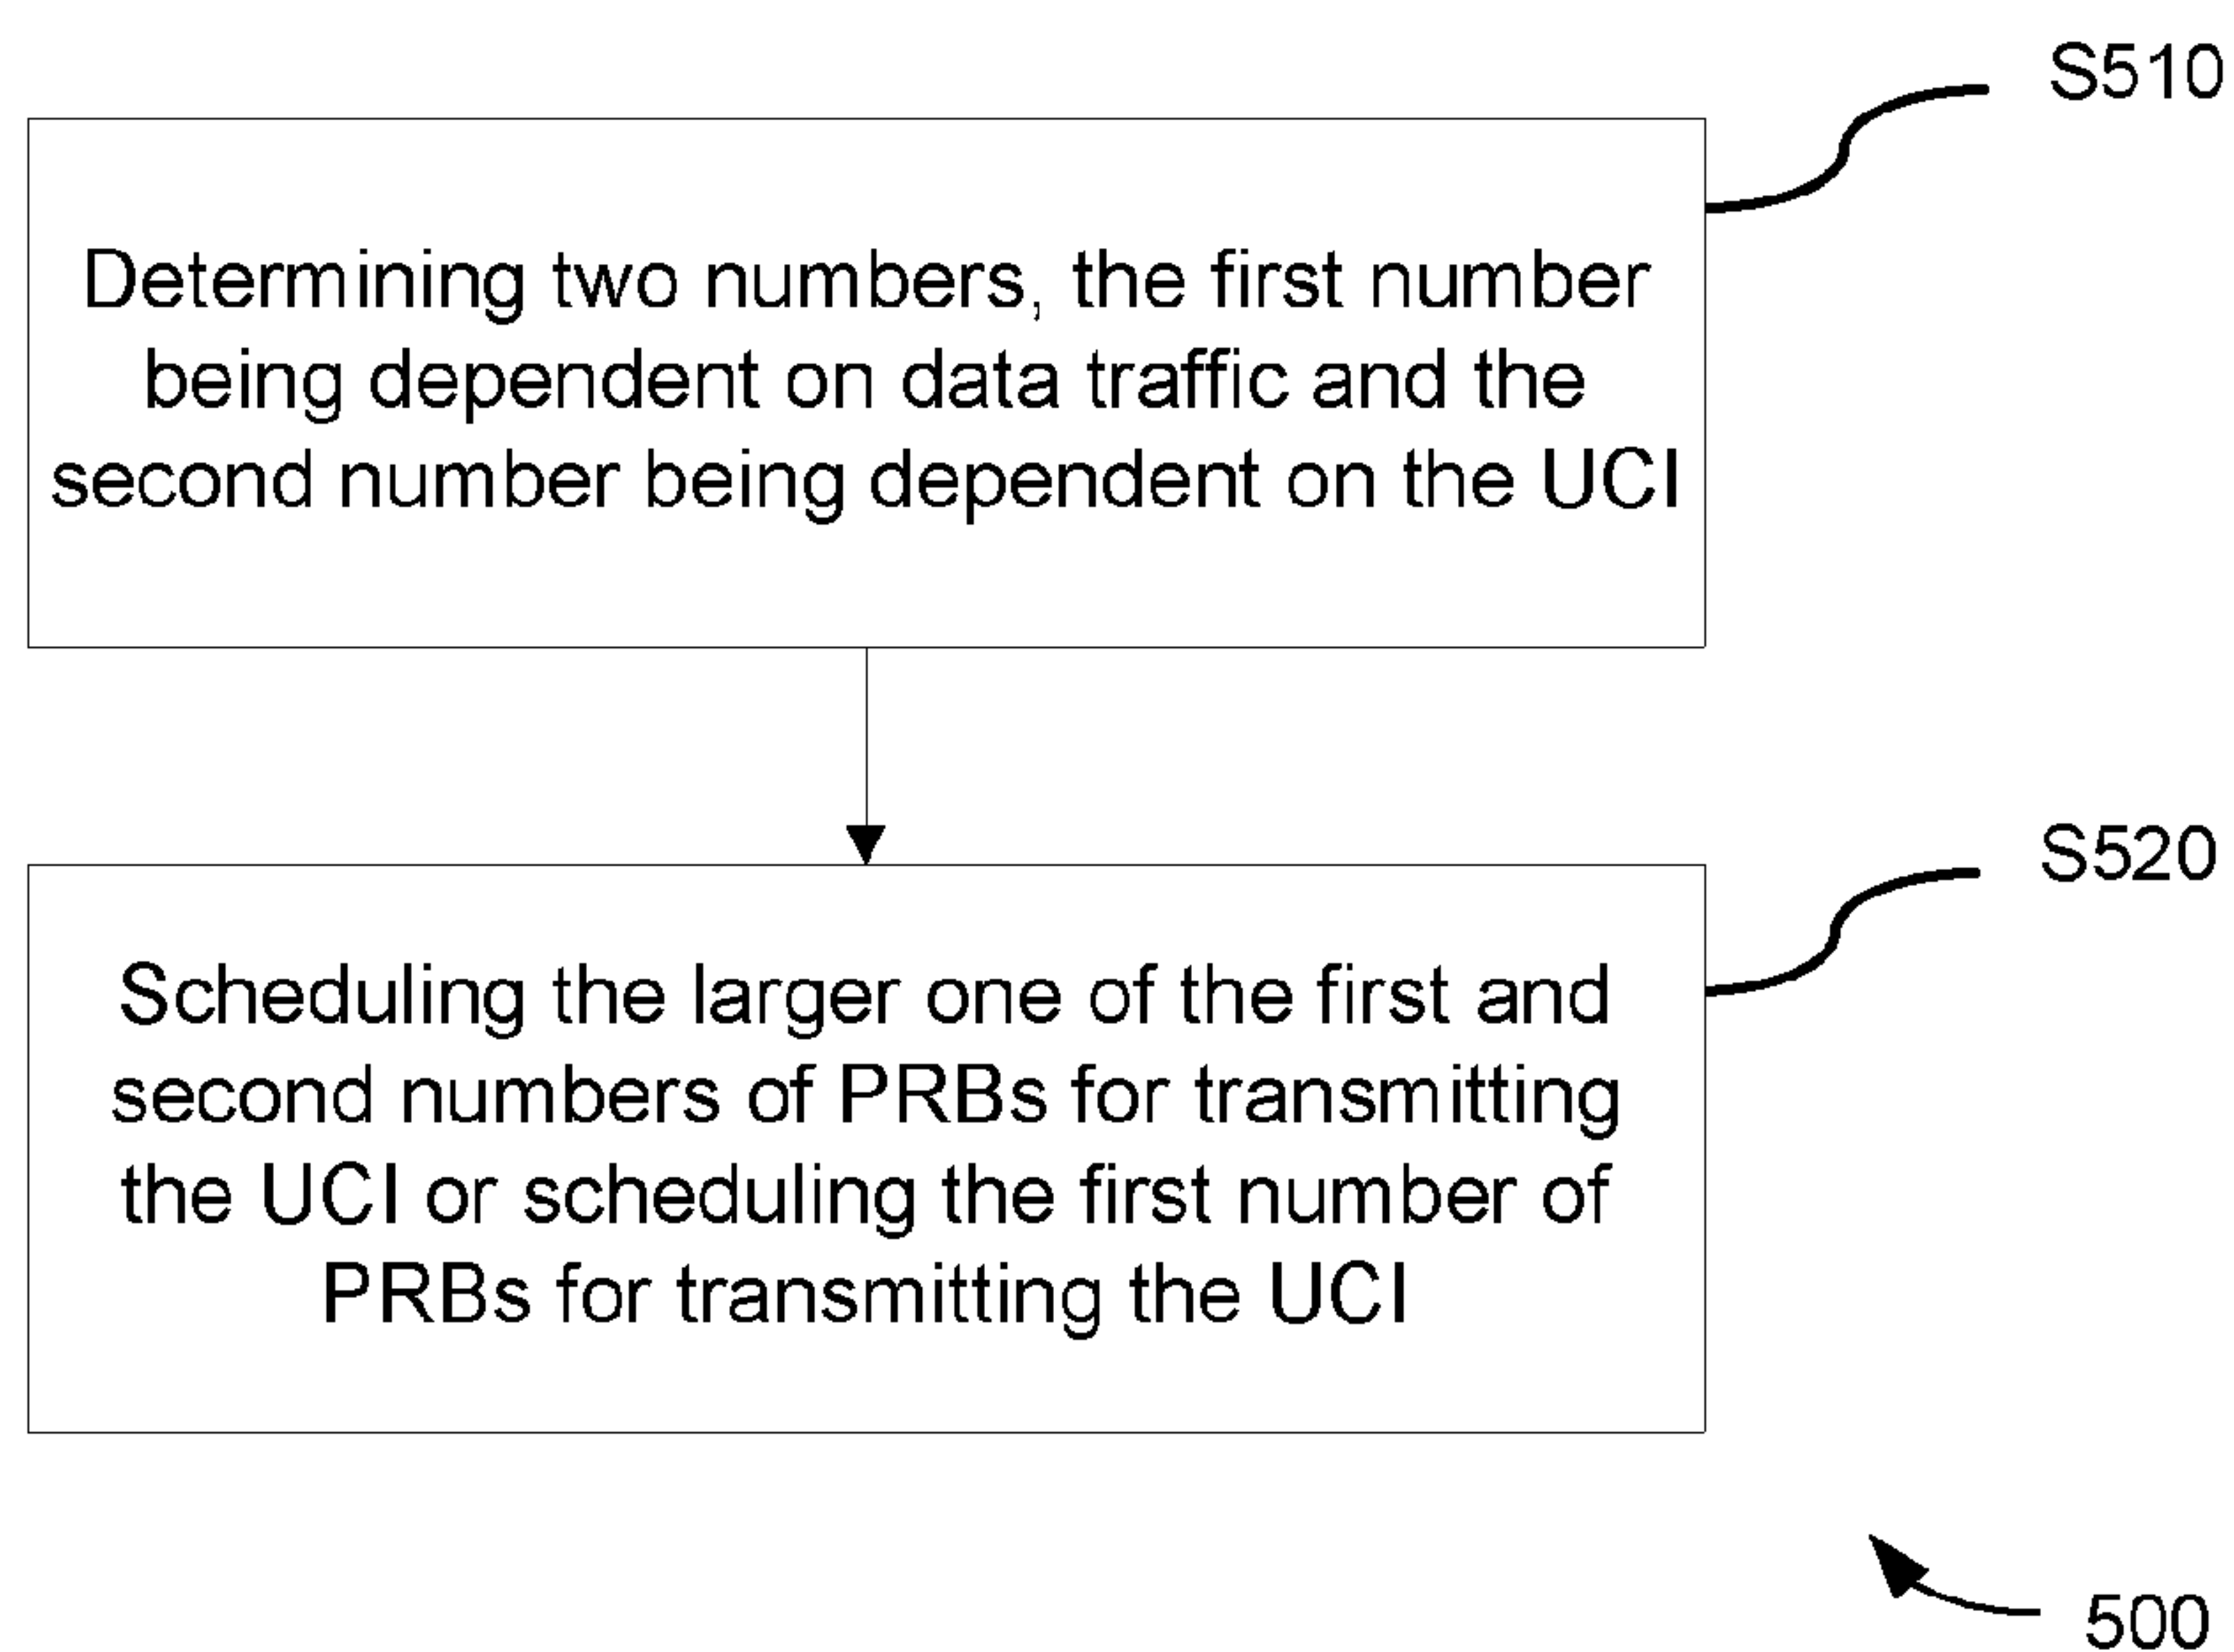 S510
Determining two numbers, the first number
being dependent on data traffic and the
second number being dependent on the UCI
S520
Scheduling the larger one of the first and
second numbers of PRBs for transmitting
the UCI or scheduling the first number of
PRBs for transmitting the UCI
500